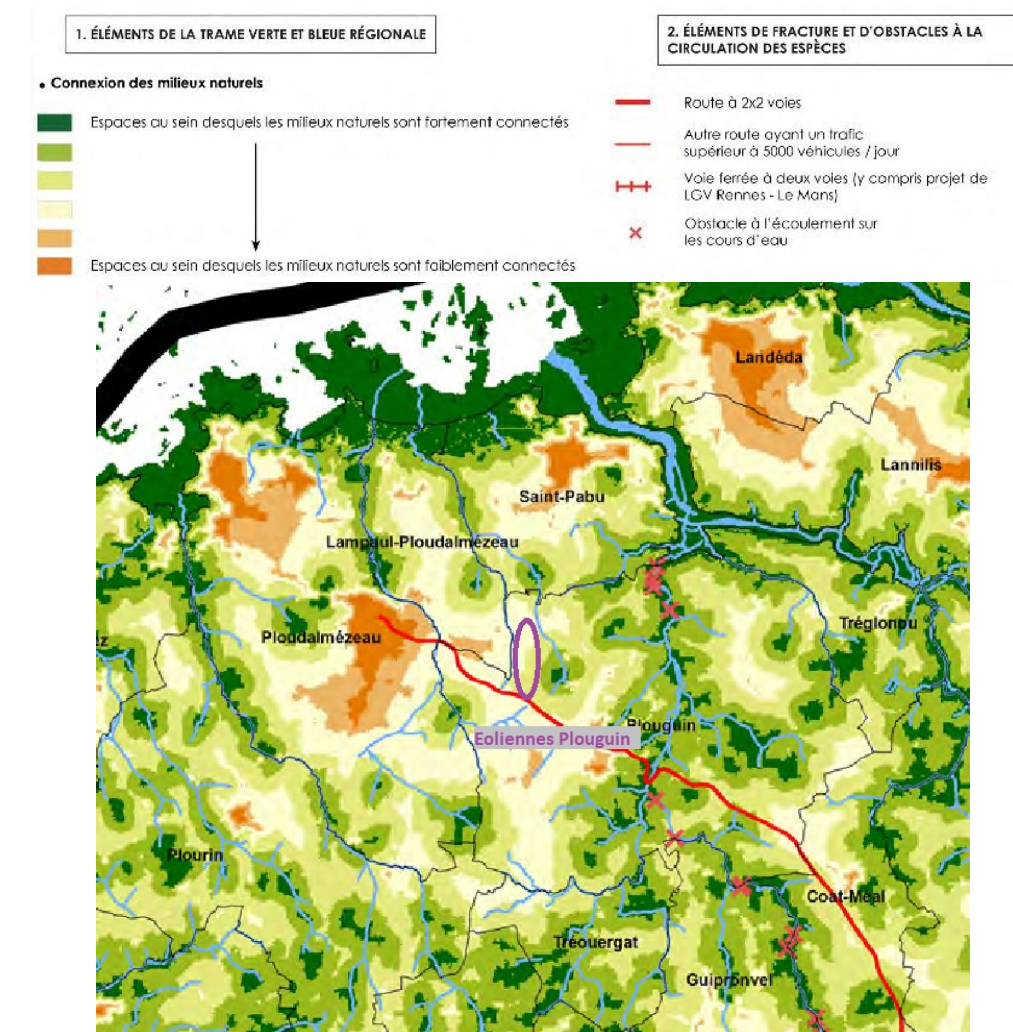 1. ÉLÉMENTS DE LA TRAME VERTE ET BLEUE RÉGIONALE
• Connexion des milieux naturels
Espaces au sein desquels les milieux naturels sont fortement connectés
Espaces au sein desquels les milieux naturels sont faiblement connectés
2. ÉLÉMENTS DE FRACTURE ET D'OBSTACLES À LA
CIRCULATION DES ESPÈCES
Route à 2x2 voies
Autre route ayant un trafic
supérieur à 5000 véhicules / jour
Voie ferrée à deux voies (y compris projet de
LGV Rennes - Le Mans)
Obstacle à l'écoulement sur
les cours d'eau
Landéda
Lannilis
Saint-Pabu
Lampaul-Ploudalmézeau
Tréglonou
Ploudalmézeau
z
Plouguin
Eoliennes Plouguin
Plourin
Coat-Méal
Tréouergat
Guipronvel